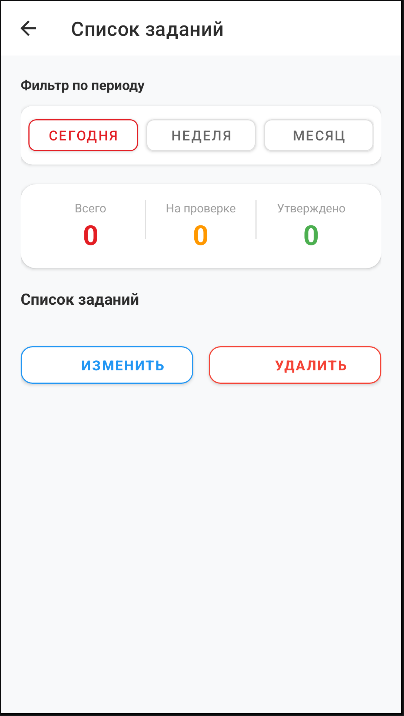 Список заданий
Фильтр по периоду
СЕГОДНЯ НЕДЕЛЯ МЕСЯЦ
Всего На проверке Утверждено
0 0 0
Список заданий
ИЗМЕНИТЬ УДАЛИТЬ